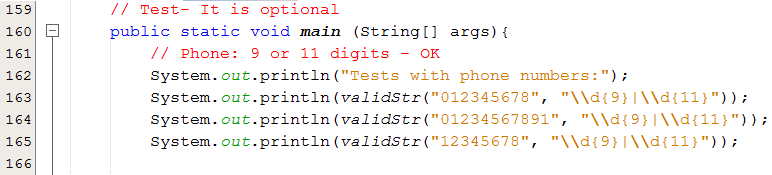 159 // Test- It is optional
160 public static void main (String[] args){
161 // Phone: 9 or 11 digits - OK
162 System.out.println("Tests with phone numbers:");
163 System.out.println(validStr("012345678", "\\d{9}|\\d{11}"));
164 System.out.println(validStr("01234567891", "\\d{9}|\\d{11}"));
165 System.out.println(validStr("12345678", "\\d{9}|\\d{11}"));
166